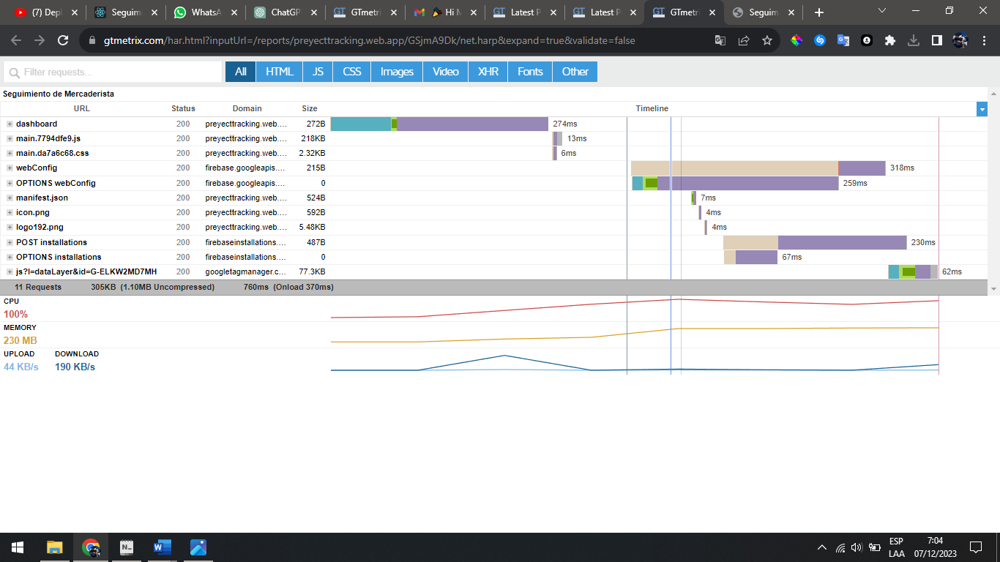 (7) Depl
Seguim
WhatsA
ChatGP
GTmetri
Hi M
Latest P
Latest P
GTmetri
Seguim
gtmetrix.com/har.html?inputUrl=/reports/preyecttracking.web.app/GSjmA9Dk/net.harp&expand=true&validate=false
Filter requests...
All HTML JS CSS Images Video XHR Fonts Other
Seguimiento de Mercaderista
URL Status Domain Size Timeline
dashboard 200 preyecttracking.web.... 272B 274ms
main.7794dfe9.js 200 preyecttracking.web.... 218KB 13ms
main.da7a6c68.css 200 preyecttracking.web.... 2.32KB 6ms
webConfig 200 firebase.googleapis.... 215B 318ms
OPTIONS webConfig 200 firebase.googleapis.... 0 259ms
manifest.json 200 preyecttracking.web.... 524B 7ms
icon.png 200 preyecttracking.web.... 592B 4ms
logo192.png 200 preyecttracking.web.... 5.48KB 4ms
POST installations 200 firebaseinstallations.... 487B 230ms
OPTIONS installations 200 firebaseinstallations.... 0 67ms
js?l=dataLayer&id=G-ELKW2MD7MH 200 googletagmanager.c... 77.3KB 62ms
11 Requests 305KB (1.10MB Uncompressed) 760ms (Onload 370ms)
CPU
100%
MEMORY
230 MB
UPLOAD DOWNLOAD
44 KB/s 190 KB/s
N_
W
ESP
LAA
7:04
07/12/2023